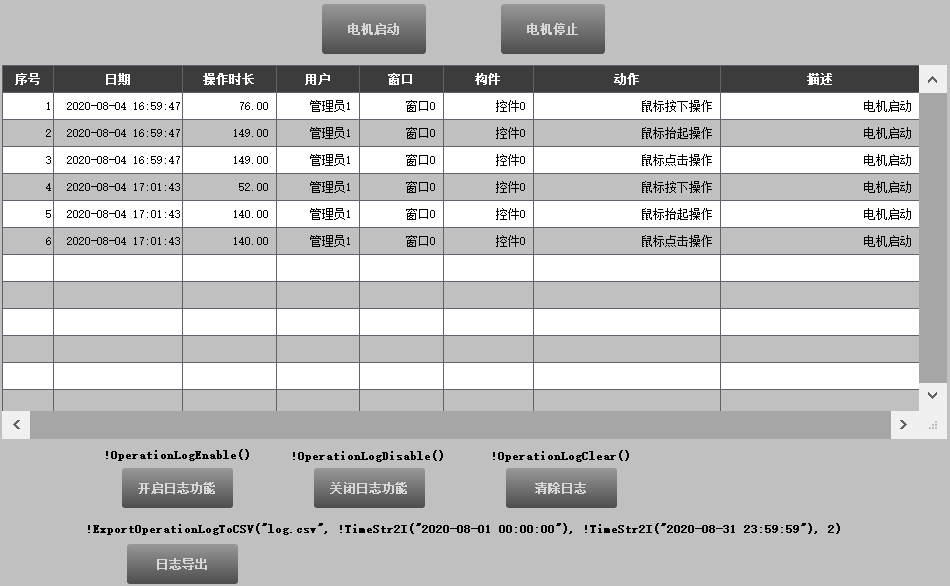 电机启动 电机停止
序号 日期 操作时长 用户 窗口 构件 动作 描述
1 2020-08-04 16:59:47 76.00 管理员1 窗口0 控件0 鼠标按下操作 电机启动
2 2020-08-04 16:59:47 149.00 管理员1 窗口0 控件0 鼠标抬起操作 电机启动
3 2020-08-04 16:59:47 149.00 管理员1 窗口0 控件0 鼠标点击操作 电机启动
4 2020-08-04 17:01:43 52.00 管理员1 窗口0 控件0 鼠标按下操作 电机启动
5 2020-08-04 17:01:43 140.00 管理员1 窗口0 控件0 鼠标抬起操作 电机启动
6 2020-08-04 17:01:43 140.00 管理员1 窗口0 控件0 鼠标点击操作 电机启动
!OperationLogEnable() !OperationLogDisable() !OperationLogClear()
开启日志功能 关闭日志功能 清除日志
!ExportOperationLogToCSV("log.csv", !TimeStr2I("2020-08-01 00:00:00"), !TimeStr2I("2020-08-31 23:59:59"), 2)
日志导出